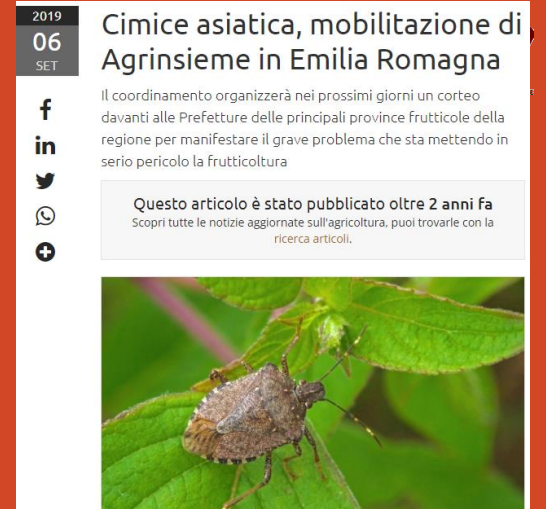 2019
06
SET
Cimice asiatica, mobilitazione di
Agrinsieme in Emilia Romagna
Il coordinamento organizzerà nei prossimi giorni un corteo
davanti alle Prefetture delle principali province frutticole della
regione per manifestare il grave problema che sta mettendo in
serio pericolo la frutticoltura
Questo articolo è stato pubblicato oltre 2 anni fa
Scopri tutte le notizie aggiornate sull'agricoltura, puoi trovarle con la
ricerca articoli.